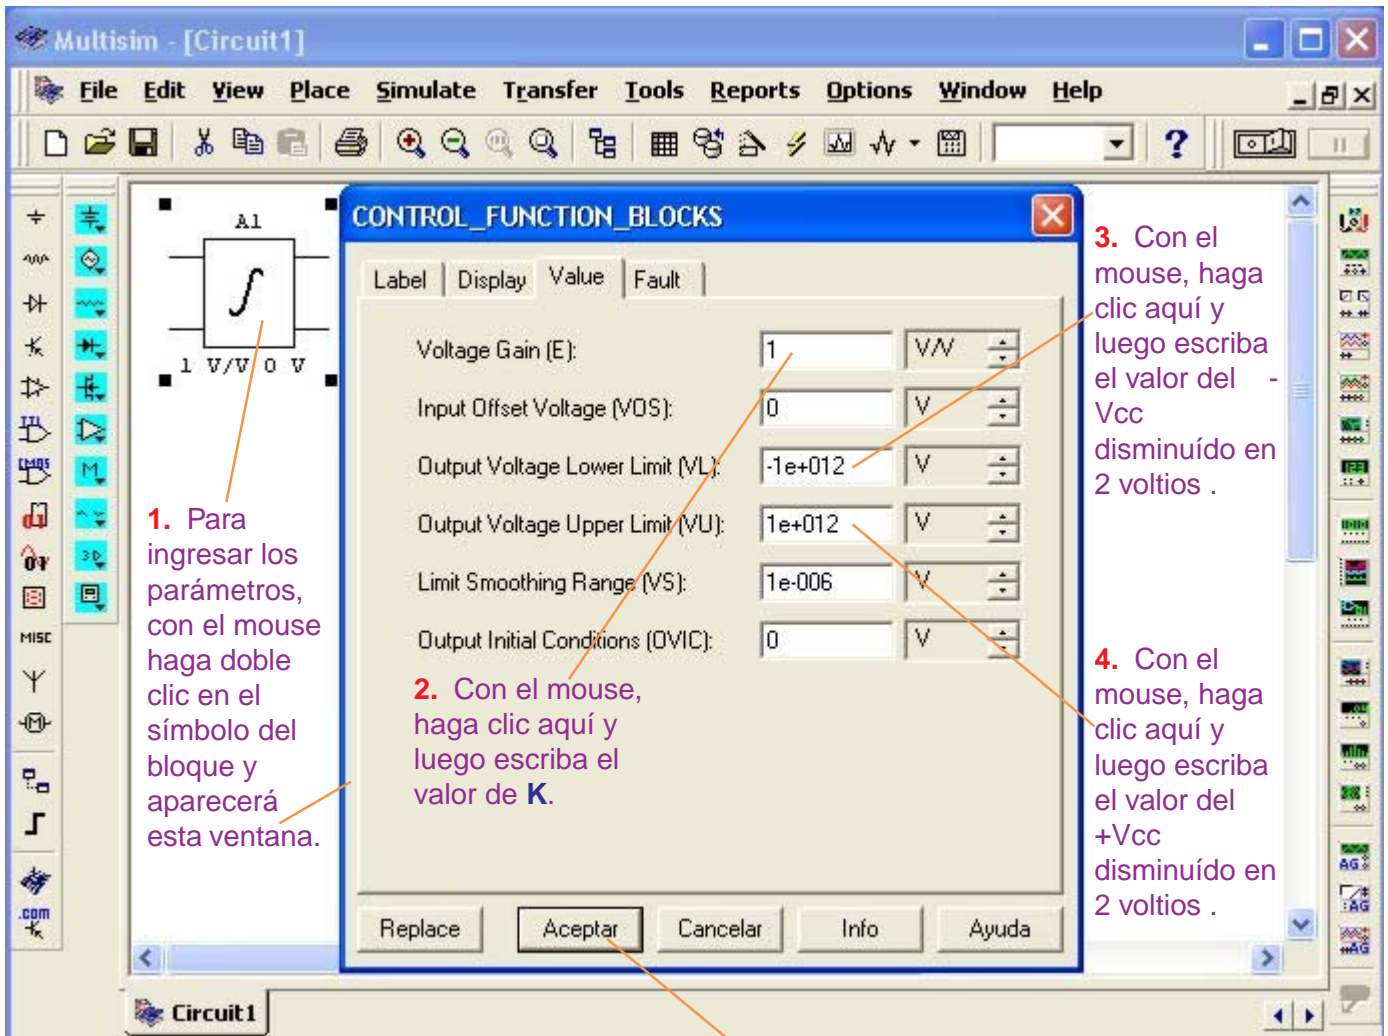 Multisim - [Circuit1]
File Edit View Place Simulate Transfer Tools Reports Options Window Help
A1
1 V/V 0 V
CONTROL_FUNCTION_BLOCKS
Label Display Value Fault
Voltage Gain (E): 1 V/V
Input Offset Voltage (VOS): 0 V
Output Voltage Lower Limit (VL): -1e+012 V
Output Voltage Upper Limit (VU): 1e+012 V
Limit Smoothing Range (VS): 1e-006 V
Output Initial Conditions (OVIC): 0 V
1. Para
ingresar los
parámetros,
con el mouse
haga doble
clic en el
símbolo del
bloque y
aparecerá
esta ventana.
2. Con el mouse,
haga clic aquí y
luego escriba el
valor de K.
3. Con el
mouse, haga
clic aquí y
luego escriba
el valor del -
Vcc
disminuído en
2 voltios .
4. Con el
mouse, haga
clic aquí y
luego escriba
el valor del
+Vcc
disminuído en
2 voltios .
Replace Aceptar Cancelar Info Ayuda
Circuit1
TTL
CMOS
MISC
M
M
3D
.com
AG
AG
AG